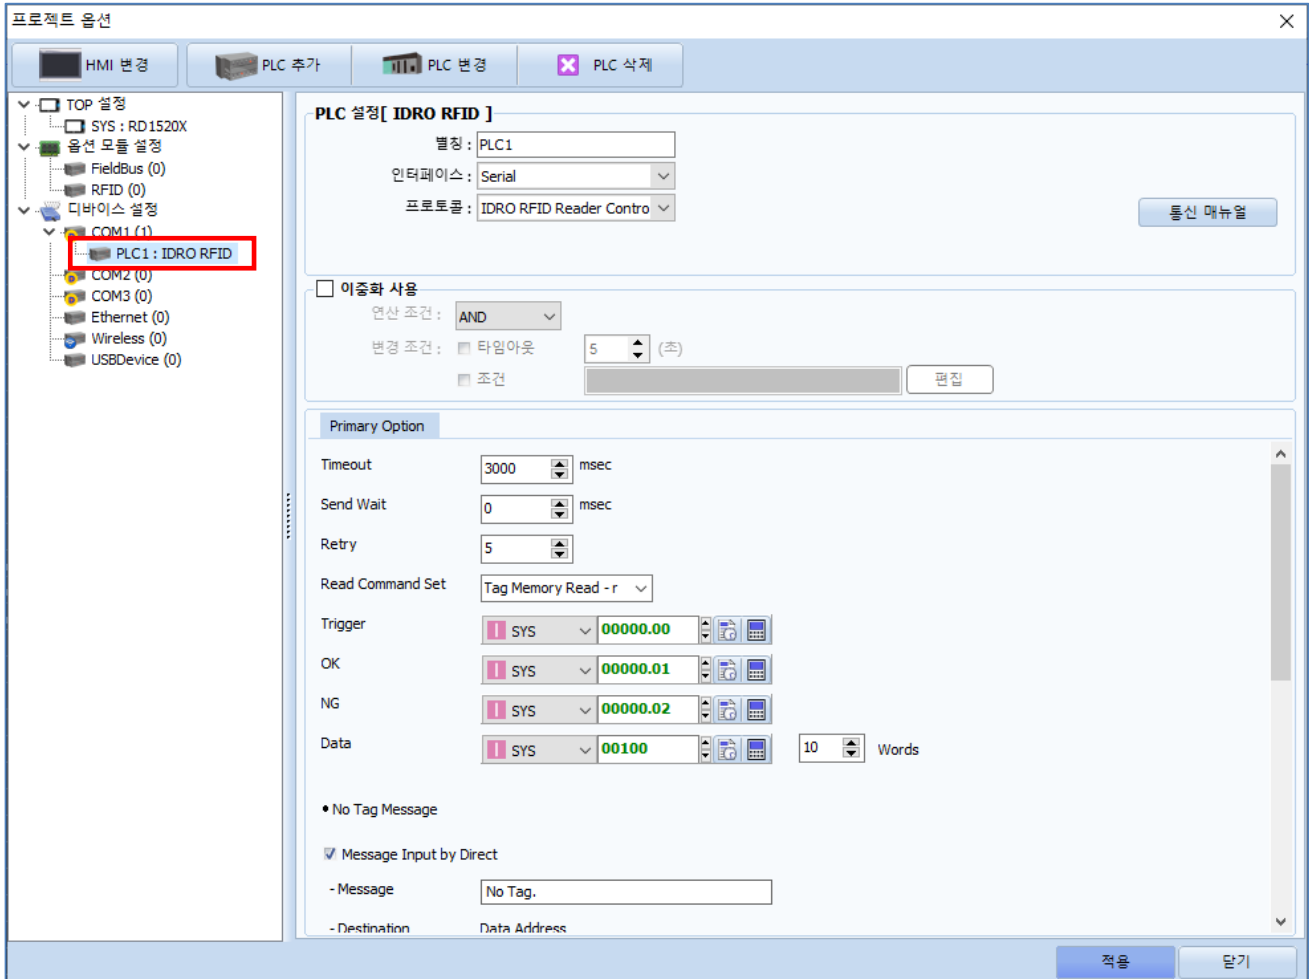 프로젝트 옵션
HMI 변경
PLC 추가
PLC 변경
PLC 삭제
TOP 설정
SYS : RD1520X
옵션 모듈 설정
FieldBus (0)
RFID (0)
디바이스 설정
COM1 (1)
PLC1 : IDRO RFID
COM2 (0)
COM3 (0)
Ethernet (0)
Wireless (0)
USBDevice (0)
PLC 설정[ IDRO RFID ]
별칭 : PLC1
인터페이스 : Serial
프로토콜 : IDRO RFID Reader Contro
통신 매뉴얼
이중화 사용
연산 조건 : AND
변경 조건 : 타임아웃 5 (초)
조건 편집
Primary Option
Timeout 3000 msec
Send Wait 0 msec
Retry 5
Read Command Set Tag Memory Read - r
Trigger SYS 00000.00
OK SYS 00000.01
NG SYS 00000.02
Data SYS 00100 10 Words
• No Tag Message
Message Input by Direct
- Message No Tag.
- Destination Data Address
적용 닫기